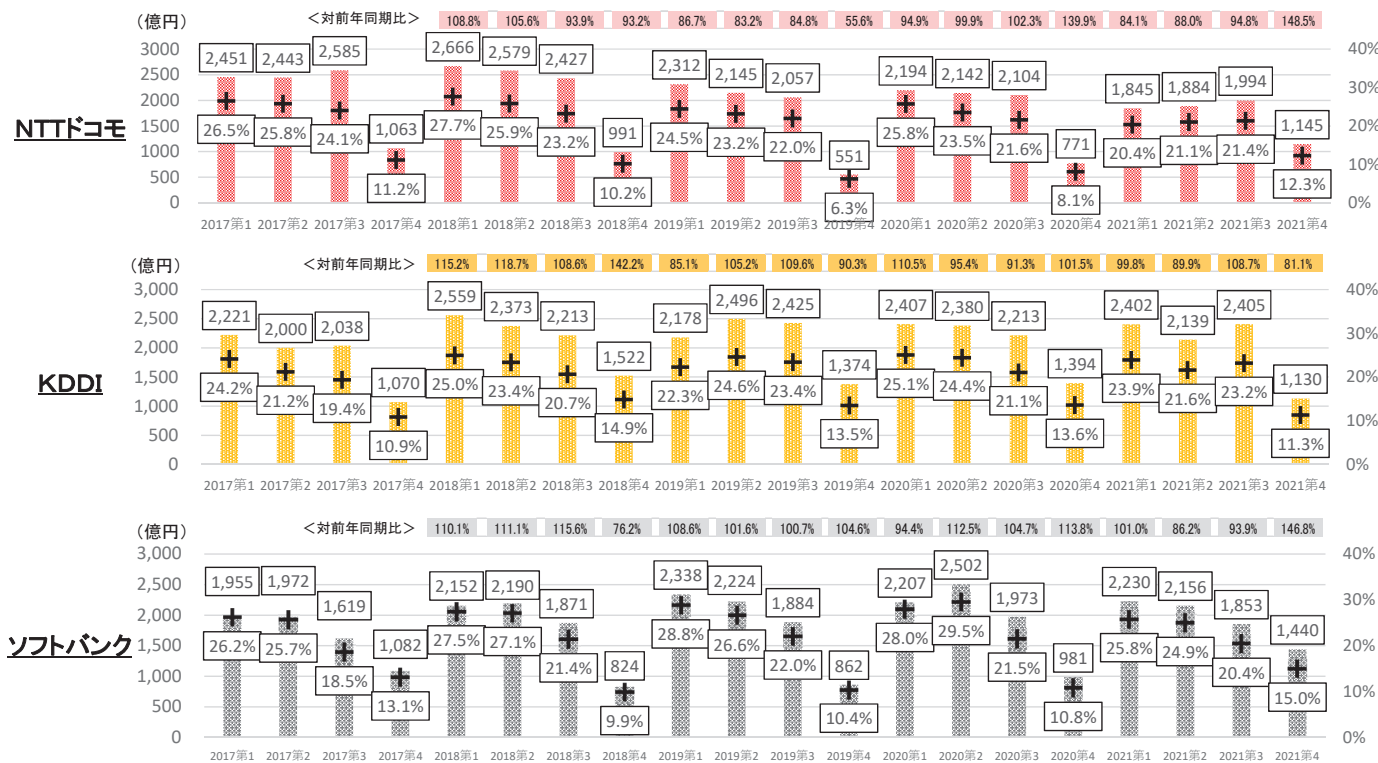 （億円）　＜対前年同期比＞ 108.8% 105.6% 93.9% 93.2% 86.7% 83.2% 84.8% 55.6% 94.9% 99.9% 102.3% 139.9% 84.1% 88.0% 94.8% 148.5%
NTTドコモ
3000 40%
2500
2000 30%
1500 20%
1000
500 10%
0 0%
2,451 2,443 2,585 1,063 2,666 2,579 2,427 991 2,312 2,145 2,057 551 2,194 2,142 2,104 771 1,845 1,884 1,994 1,145
26.5% 25.8% 24.1% 11.2% 27.7% 25.9% 23.2% 10.2% 24.5% 23.2% 22.0% 6.3% 25.8% 23.5% 21.6% 8.1% 20.4% 21.1% 21.4% 12.3%
2017第1 2017第2 2017第3 2017第4 2018第1 2018第2 2018第3 2018第4 2019第1 2019第2 2019第3 2019第4 2020第1 2020第2 2020第3 2020第4 2021第1 2021第2 2021第3 2021第4
（億円）　＜対前年同期比＞ 115.2% 118.7% 108.6% 142.2% 85.1% 105.2% 109.6% 90.3% 110.5% 95.4% 91.3% 101.5% 99.8% 89.9% 108.7% 81.1%
KDDI
3,000 40%
2,500
2,000 30%
1,500 20%
1,000
500 10%
0 0%
2,221 2,000 2,038 1,070 2,559 2,373 2,213 1,522 2,178 2,496 2,425 1,374 2,407 2,380 2,213 1,394 2,402 2,139 2,405 1,130
24.2% 21.2% 19.4% 10.9% 25.0% 23.4% 20.7% 14.9% 22.3% 24.6% 23.4% 13.5% 25.1% 24.4% 21.1% 13.6% 23.9% 21.6% 23.2% 11.3%
2017第1 2017第2 2017第3 2017第4 2018第1 2018第2 2018第3 2018第4 2019第1 2019第2 2019第3 2019第4 2020第1 2020第2 2020第3 2020第4 2021第1 2021第2 2021第3 2021第4
（億円）　＜対前年同期比＞ 110.1% 111.1% 115.6% 76.2% 108.6% 101.6% 100.7% 104.6% 94.4% 112.5% 104.7% 113.8% 101.0% 86.2% 93.9% 146.8%
ソフトバンク
3,000 40%
2,500
2,000 30%
1,500 20%
1,000
500 10%
0 0%
1,955 1,972 1,619 1,082 2,152 2,190 1,871 824 2,338 2,224 1,884 862 2,207 2,502 1,973 981 2,230 2,156 1,853 1,440
26.2% 25.7% 18.5% 13.1% 27.5% 27.1% 21.4% 9.9% 28.8% 26.6% 22.0% 10.4% 28.0% 29.5% 21.5% 10.8% 25.8% 24.9% 20.4% 15.0%
2017第1 2017第2 2017第3 2017第4 2018第1 2018第2 2018第3 2018第4 2019第1 2019第2 2019第3 2019第4 2020第1 2020第2 2020第3 2020第4 2021第1 2021第2 2021第3 2021第4